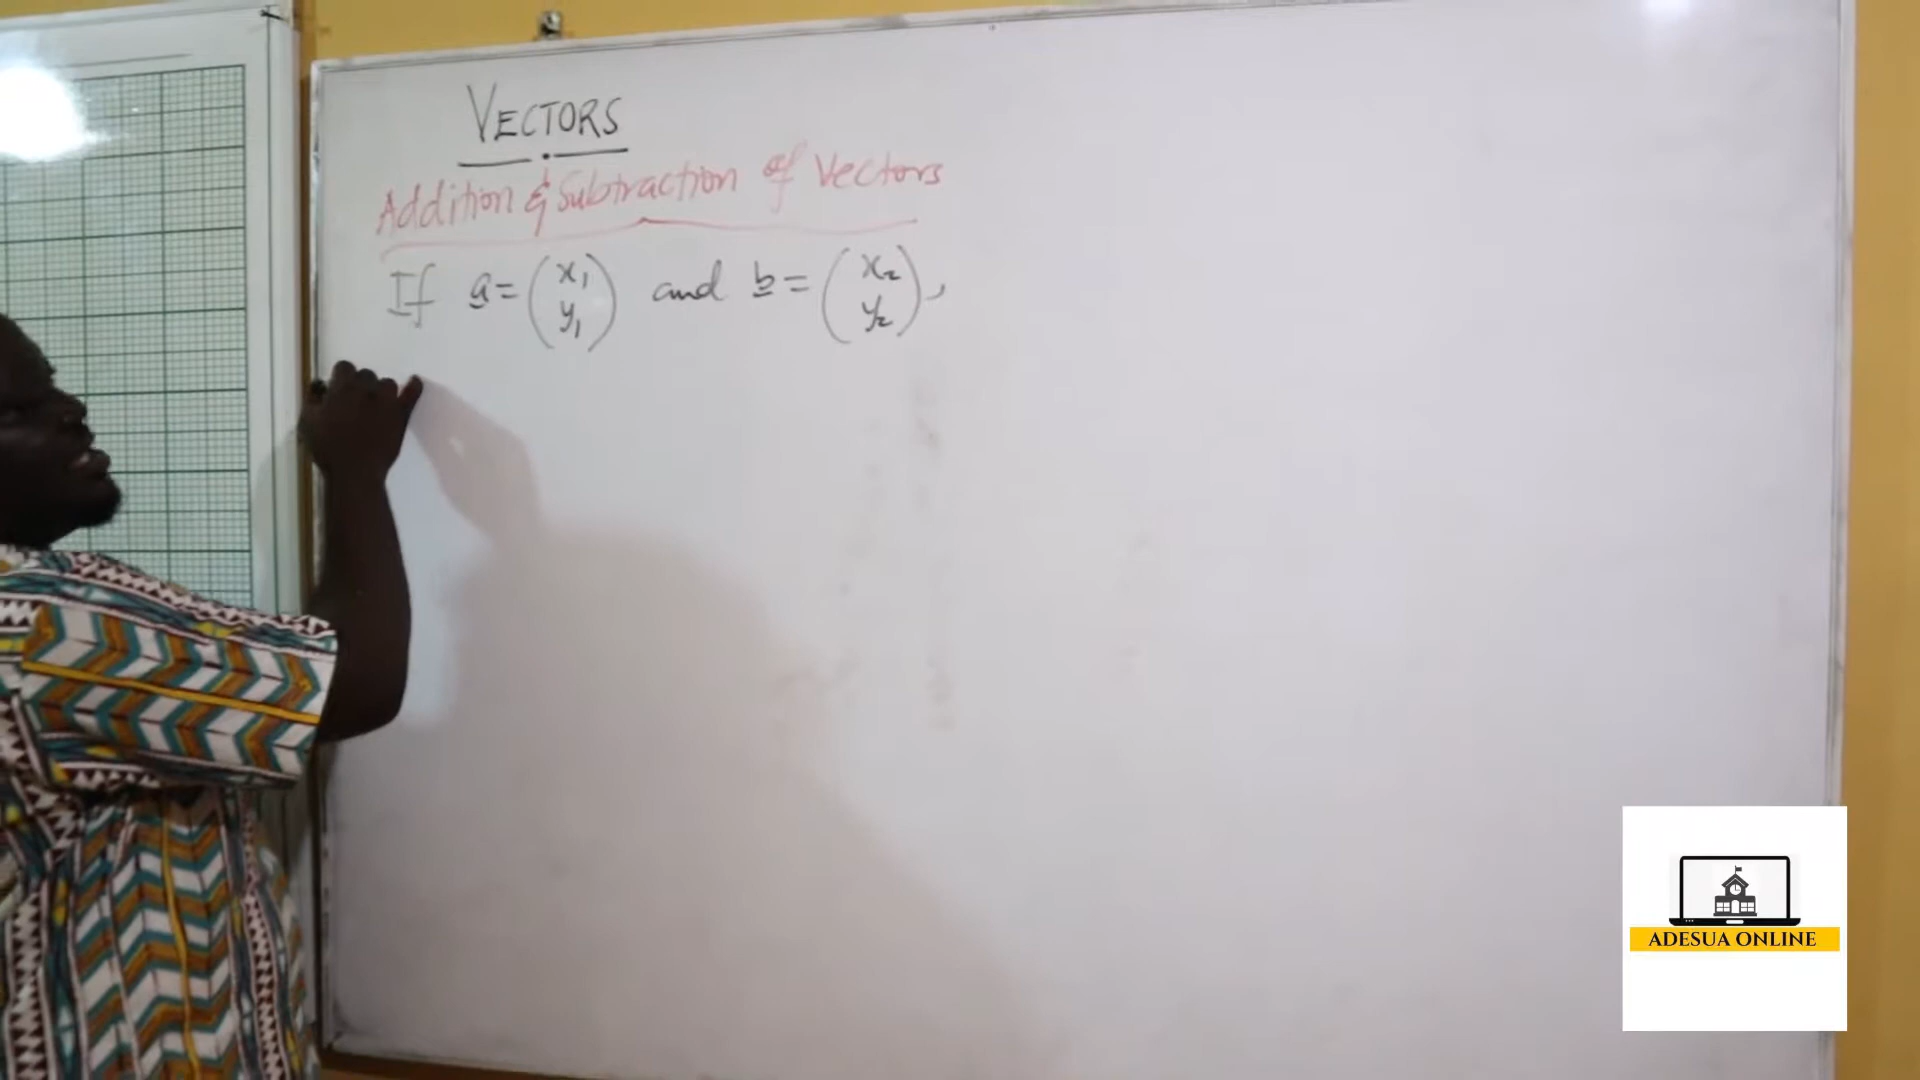 VECTORS
Addition & Subtraction of Vectors
If a = (x₁ y₁) and b = (x₂ y₂),
ADESUA ONLINE